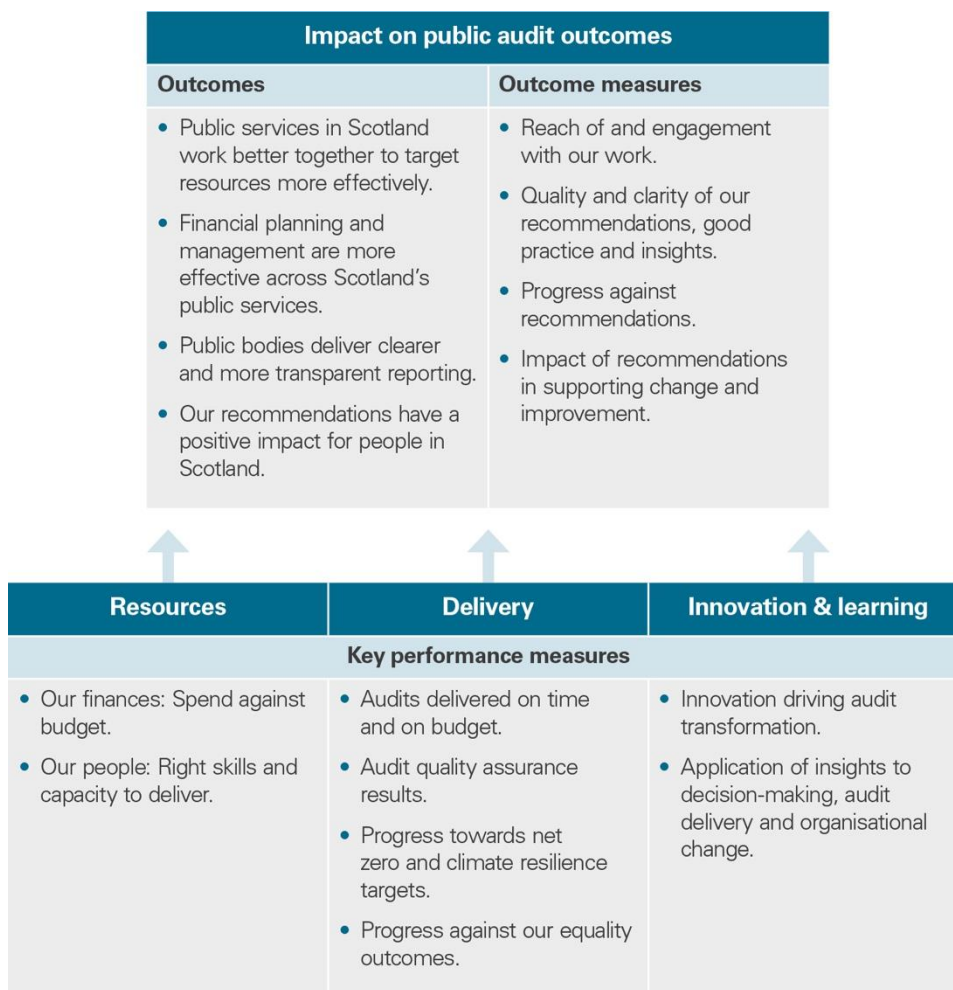 Impact on public audit outcomes
Outcomes
• Public services in Scotland
work better together to target
resources more effectively.
• Financial planning and
management are more
effective across Scotland’s
public services.
• Public bodies deliver clearer
and more transparent reporting.
• Our recommendations have a
positive impact for people in
Scotland.
Outcome measures
• Reach of and engagement
with our work.
• Quality and clarity of our
recommendations, good
practice and insights.
• Progress against
recommendations.
• Impact of recommendations
in supporting change and
improvement.
Resources
Delivery
Innovation & learning
Key performance measures
• Our finances: Spend against
budget.
• Our people: Right skills and
capacity to deliver.
• Audits delivered on time
and on budget.
• Audit quality assurance
results.
• Progress towards net
zero and climate resilience
targets.
• Progress against our equality
outcomes.
• Innovation driving audit
transformation.
• Application of insights to
decision-making, audit
delivery and organisational
change.